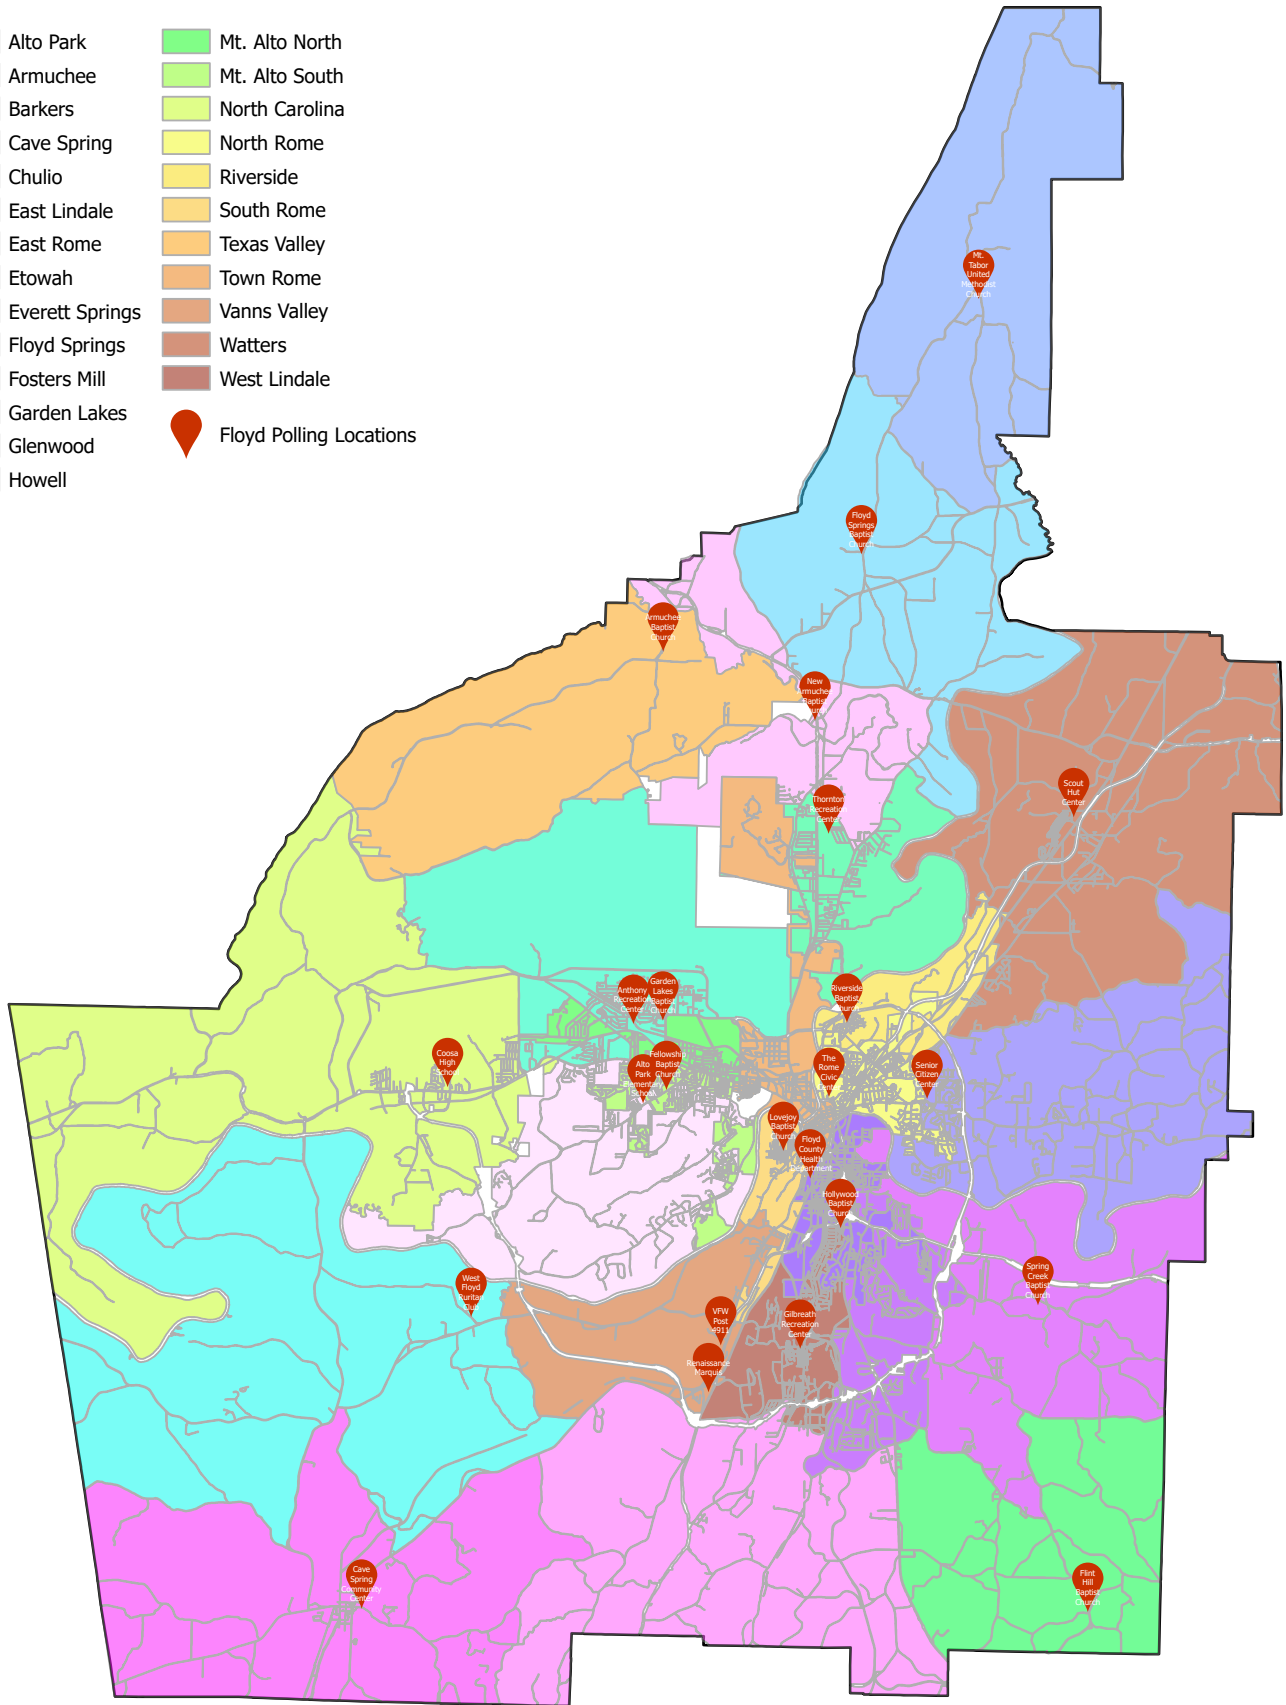 Alto Park
Armuchee
Barkers
Cave Spring
Chulio
East Lindale
East Rome
Etowah
Everett Springs
Floyd Springs
Fosters Mill
Garden Lakes
Glenwood
Howell
Mt. Alto North
Mt. Alto South
North Carolina
North Rome
Riverside
South Rome
Texas Valley
Town Rome
Vanns Valley
Watters
West Lindale
Floyd Polling Locations
Mt.
Tabor
United
Methodist
Church
Floyd
Springs
Baptist
Church
Armuchee
Baptist
Church
New
Armuchee
Baptist
Church
Scout
Hut
Center
Thornton
Recreation
Center
Anthony
Recreation
Center
Garden
Lakes
Baptist
Church
Riverside
Baptist
Church
Coosa
High
School
Alto
Park
Elementary
School
Fellowship
Baptist
Church
The
Rome
Civic
Center
Senior
Citizen
Center
Lovejoy
Baptist
Church
Floyd
County
Health
Department
Hollywood
Baptist
Church
West
Floyd
Ruritan
Club
Spring
Creek
Baptist
Church
VFW
Post
4911
Gilbreath
Recreation
Center
Renaissance
Marquis
Cave
Spring
Community
Center
Flint
Hill
Baptist
Church